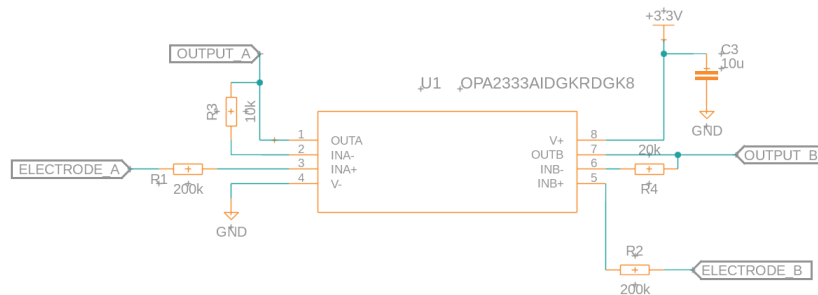 +3.3V
OUTPUT_A
C3
10u
U1 OPA2333AIDGKRDGK8
R3
10k
GND
1 OUTA
2 INA-
3 INA+
4 V-
V+ 8
OUTB 7
INB- 6
INB+ 5
20k
OUTPUT_B
R4
ELECTRODE_A
R1
200k
GND
R2
200k
ELECTRODE_B